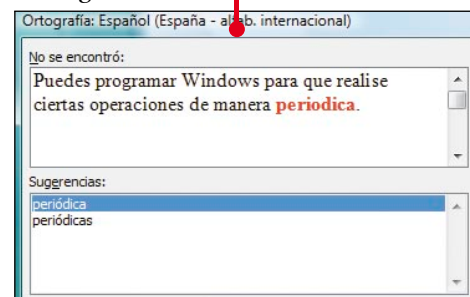 Ortografía: Español (España - alfab. internacional)
No se encontró:
Puedes programar Windows para que realise
ciertas operaciones de manera periodica.
Sugerencias:
periódica
periódicas